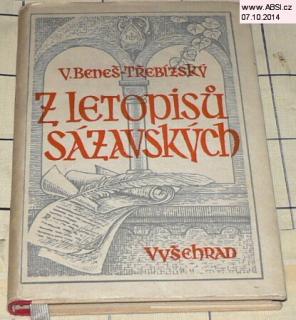 www.ABSI.cz
07.10.2014
V. Beneš-Třebízský
Z letopisů
sázavských
Vyšehrad